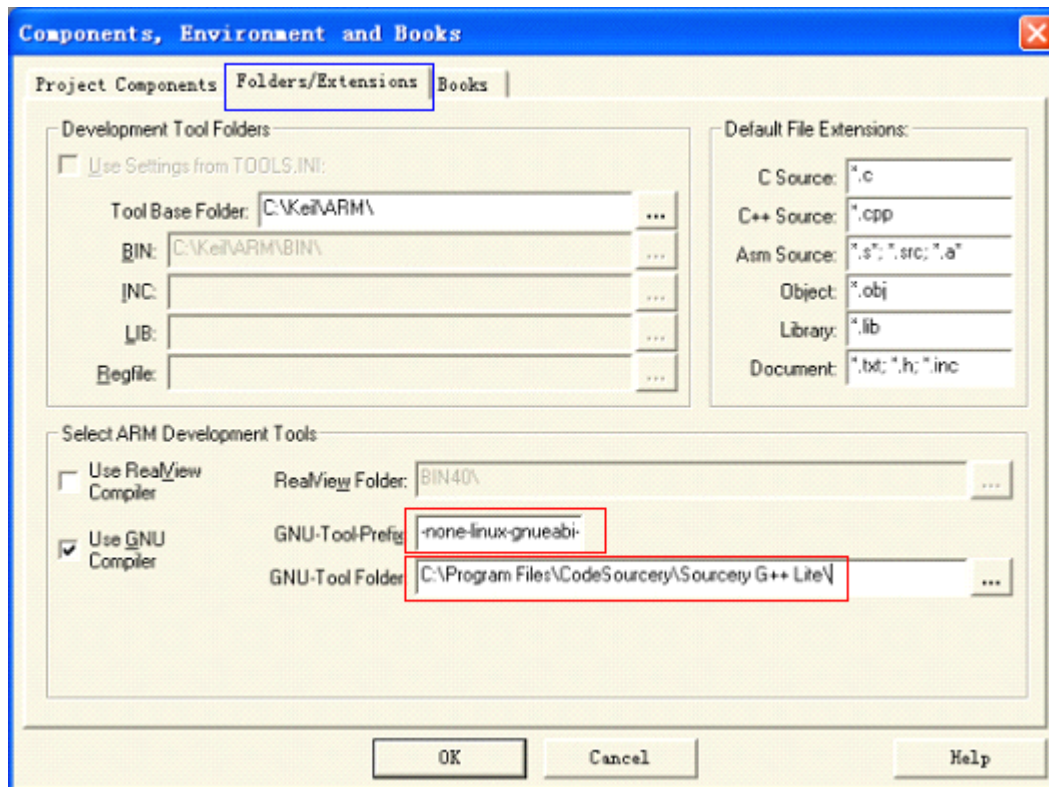 Components, Environment and Books
Project Components Folders/Extensions Books
Development Tool Folders
Use Settings from TOOLS.INI:
Tool Base Folder: C:\Keil\ARM\ ...
BIN: C:\Keil\ARM\BIN\ ...
INC: ...
LIB: ...
Regfile: ...
Default File Extensions:
C Source: *.c
C++ Source: *.cpp
Asm Source: *.s*; *.src; *.a*
Object: *.obj
Library: *.lib
Document: *.txt; *.h; *.inc
Select ARM Development Tools
Use RealView
Compiler
RealView Folder: BIN40\ ...
Use GNU
Compiler
GNU-Tool-Prefix -none-linux-gnueabi-
GNU-Tool Folder C:\Program Files\CodeSourcery\Sourcery G++ Lite\ ...
OK Cancel Help